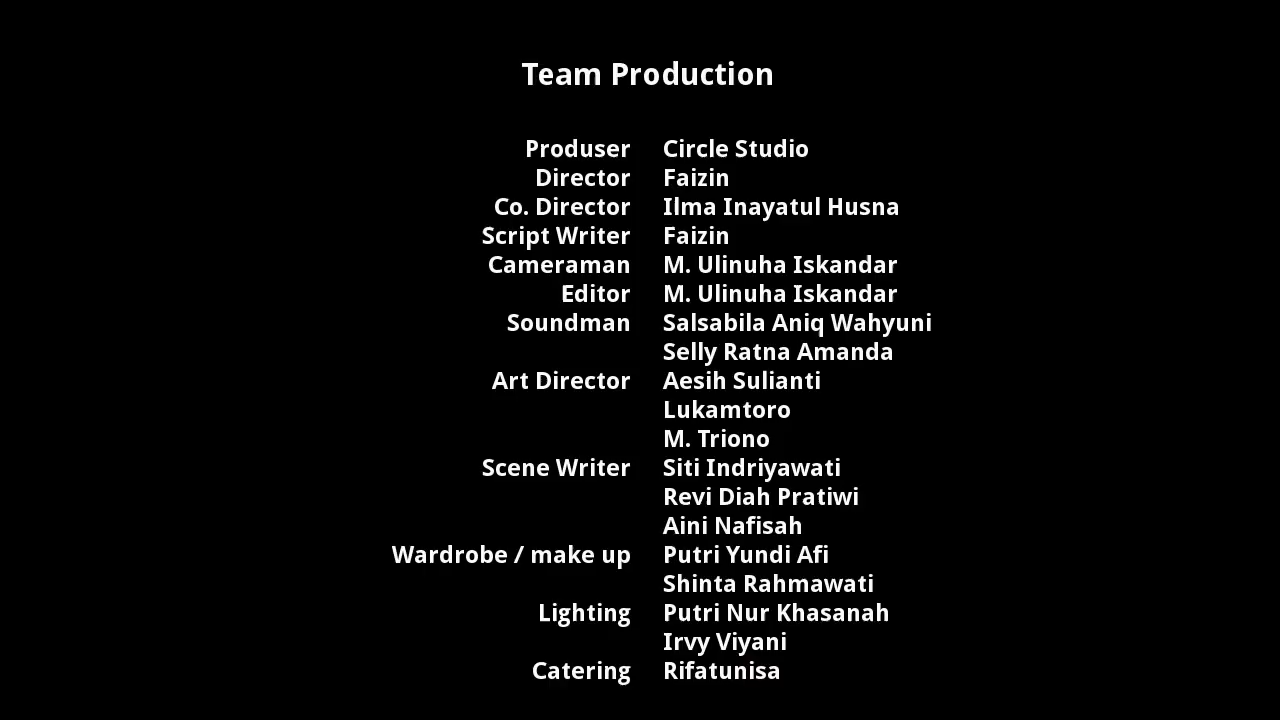 Team Production
Produser Circle Studio
Director Faizin
Co. Director Ilma Inayatul Husna
Script Writer Faizin
Cameraman M. Ulinuha Iskandar
Editor M. Ulinuha Iskandar
Soundman Salsabila Aniq Wahyuni
Selly Ratna Amanda
Art Director Aesih Sulianti
Lukamtoro
M. Triono
Scene Writer Siti Indriyawati
Revi Diah Pratiwi
Aini Nafisah
Wardrobe / make up Putri Yundi Afi
Shinta Rahmawati
Lighting Putri Nur Khasanah
Irvy Viyani
Catering Rifatunisa